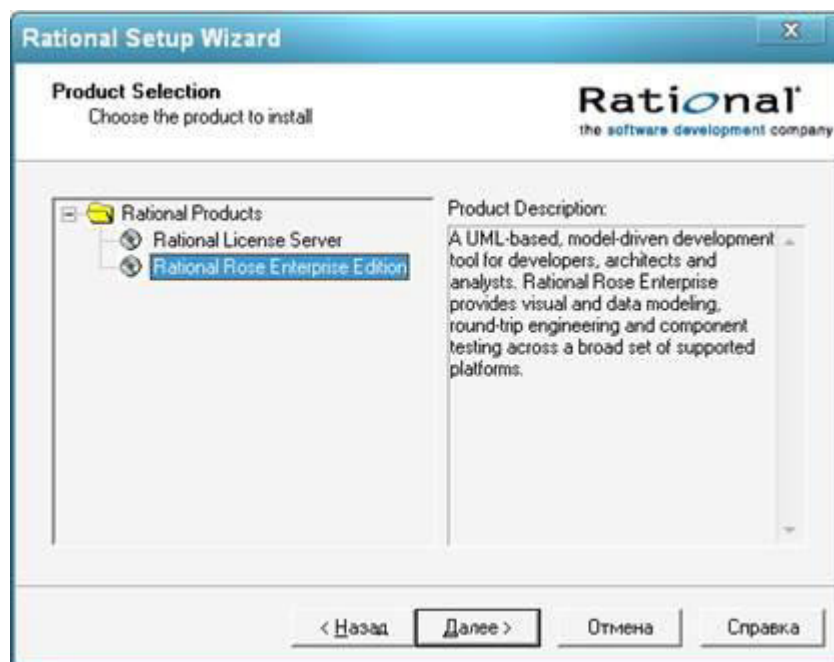 Rational Setup Wizard
Product Selection
Choose the product to install
Rational
the software development company
Rational Products
Rational License Server
Rational Rose Enterprise Edition
Product Description:
A UML-based, model-driven development
tool for developers, architects and
analysts. Rational Rose Enterprise
provides visual and data modeling,
round-trip engineering and component
testing across a broad set of supported
platforms.
< Назад
Далее >
Отмена
Справка